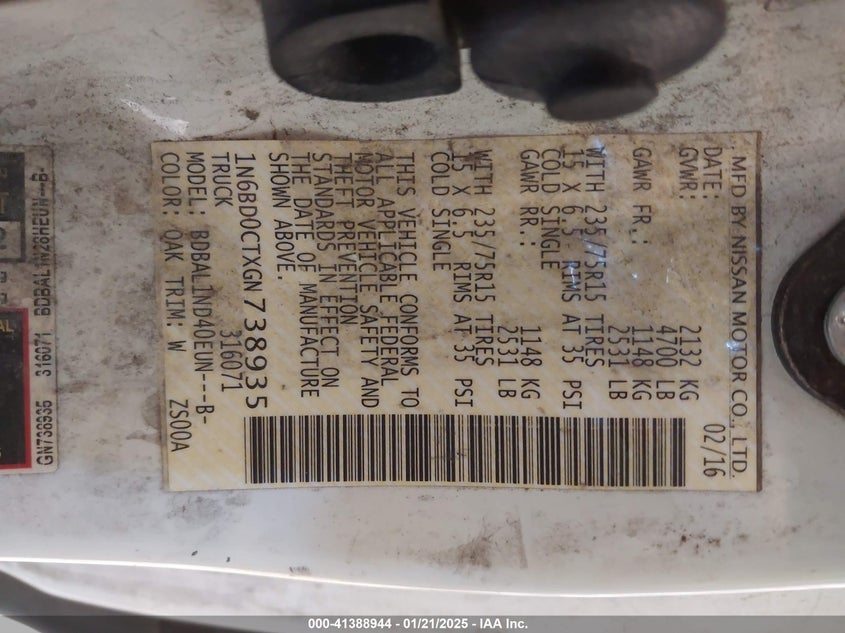 MFD BY NISSAN MOTOR CO., LTD.
DATE: 02/16
GVWR: 2132 KG
4700 LB
GAWR FR.: 1148 KG
2531 LB
WITH 235/75R15 TIRES
15 X 6.5 RIMS AT 35 PSI
COLD SINGLE
GAWR RR.: 1148 KG
2531 LB
WITH 235/75R15 TIRES
15 X 6.5 RIMS AT 35 PSI
COLD SINGLE
THIS VEHICLE CONFORMS TO
ALL APPLICABLE FEDERAL
MOTOR VEHICLE SAFETY AND
THEFT PREVENTION
STANDARDS IN EFFECT ON
THE DATE OF MANUFACTURE
SHOWN ABOVE.
1N6BD0CTXGN738935
TRUCK 316071
MODEL: BDBALJND40EUN---B-
COLOR: QAK TRIM: W ZS00A
316071
GN738935
000-41388944 - 01/21/2025 - IAA Inc.